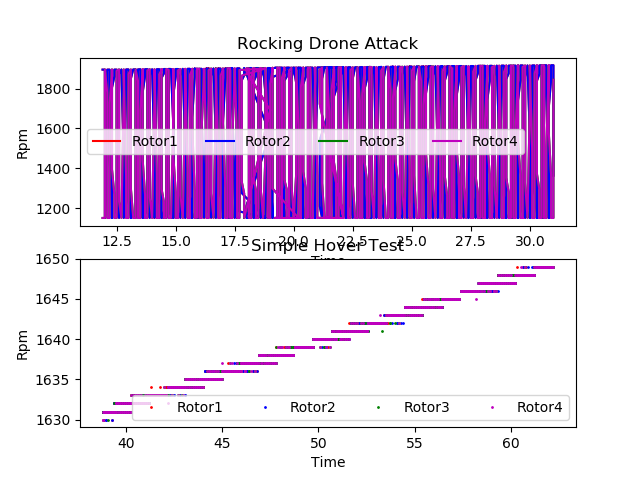 Rocking Drone Attack
1800
1600
1400
1200
Rpm
Rotor1 Rotor2 Rotor3 Rotor4
12.5 15.0 17.5 20.0 22.5 25.0 27.5 30.0
Time
Simple Hover Test
1650
1645
1640
1635
1630
Rpm
Rotor1 Rotor2 Rotor3 Rotor4
40 45 50 55 60
Time